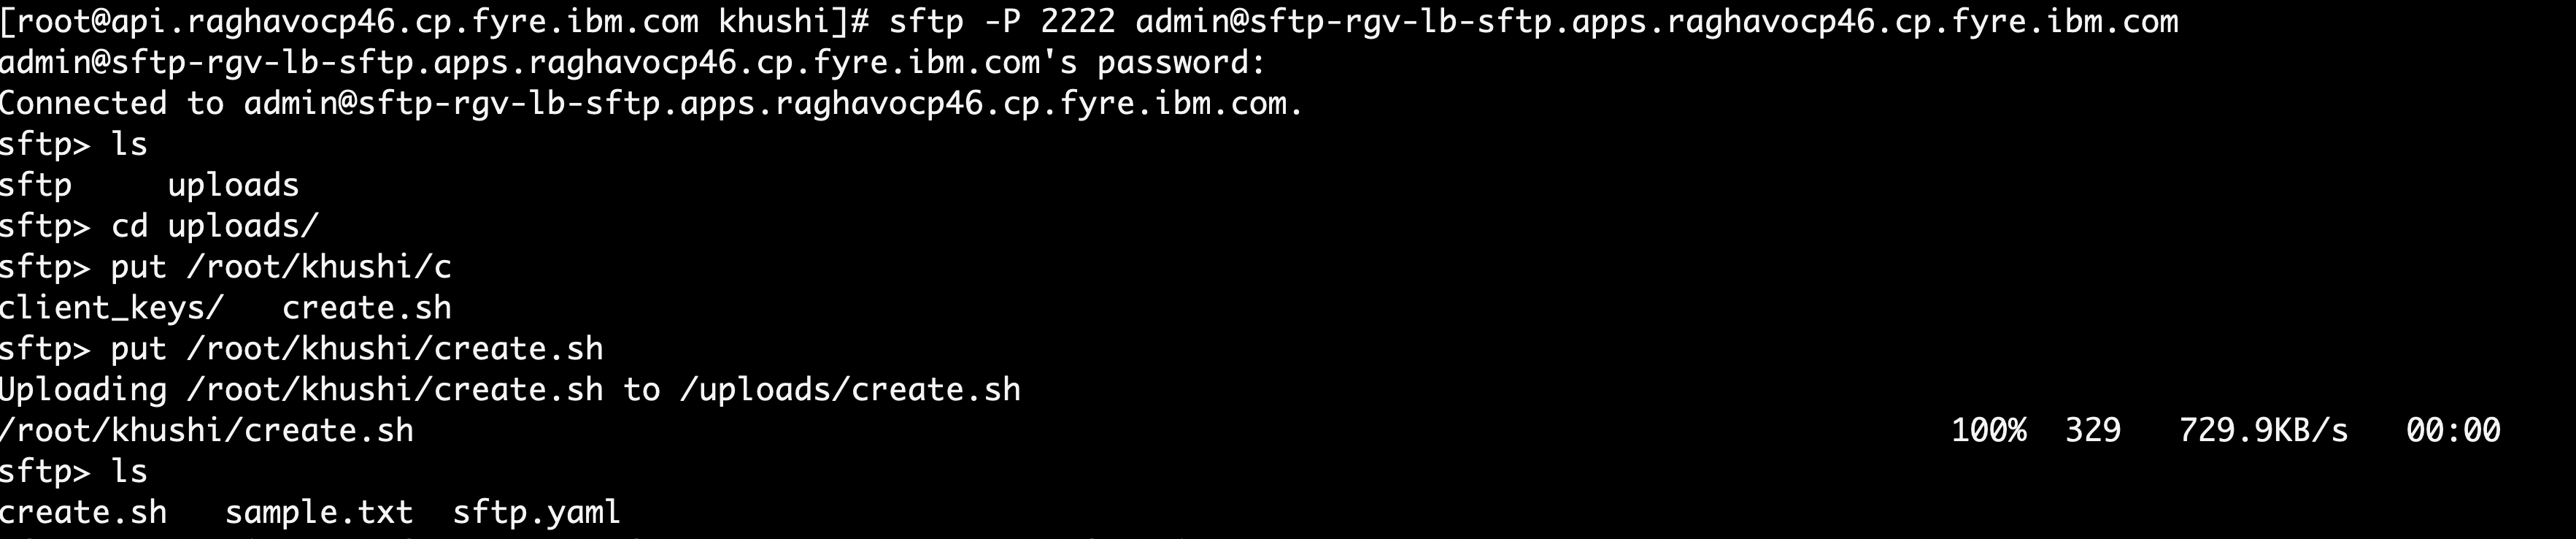 [root@api.raghavocp46.cp.fyre.ibm.com khushi]# sftp -P 2222 admin@sftp-rgv-lb-sftp.apps.raghavocp46.cp.fyre.ibm.com
admin@sftp-rgv-lb-sftp.apps.raghavocp46.cp.fyre.ibm.com's password:
Connected to admin@sftp-rgv-lb-sftp.apps.raghavocp46.cp.fyre.ibm.com.
sftp> ls
sftp     uploads
sftp> cd uploads/
sftp> put /root/khushi/c
client_keys/   create.sh
sftp> put /root/khushi/create.sh
Uploading /root/khushi/create.sh to /uploads/create.sh
/root/khushi/create.sh 100%  329   729.9KB/s   00:00
sftp> ls
create.sh   sample.txt  sftp.yaml